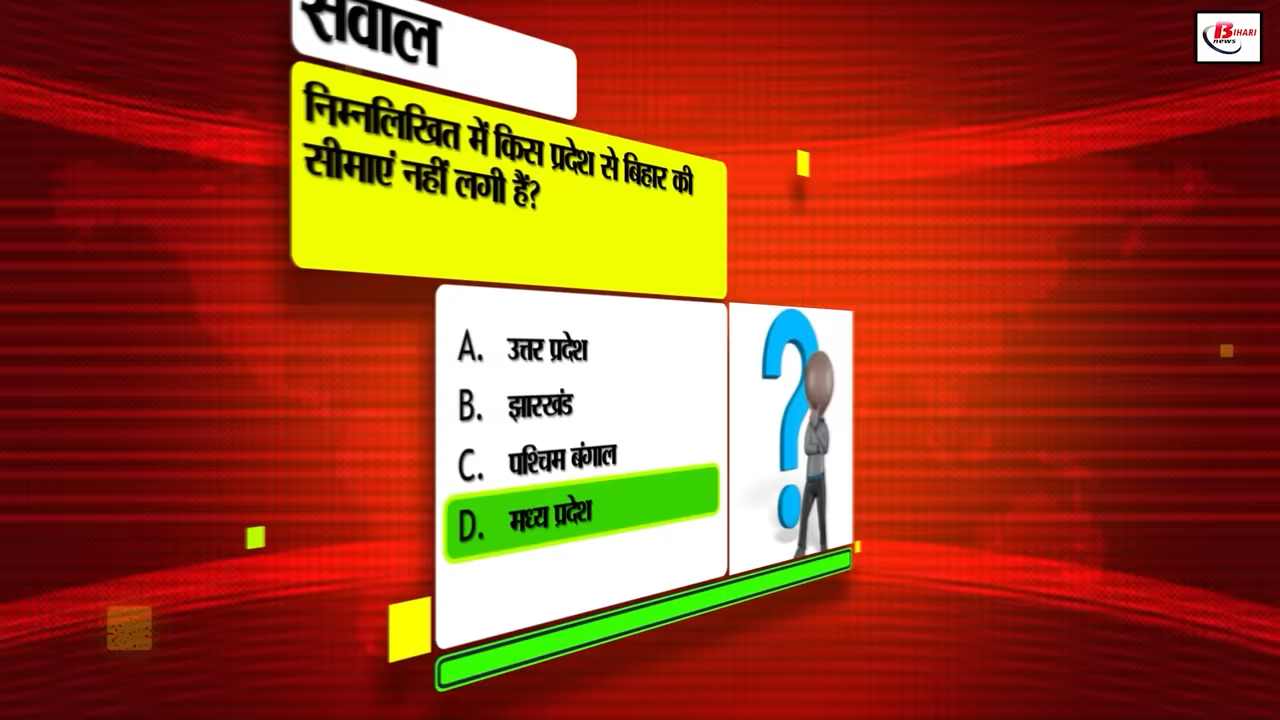 सवाल
निम्नलिखित में किस प्रदेश से बिहार की
सीमाएं नहीं लगी हैं?
A. उत्तर प्रदेश
B. झारखंड
C. पश्चिम बंगाल
D. मध्य प्रदेश
BIHARI
news